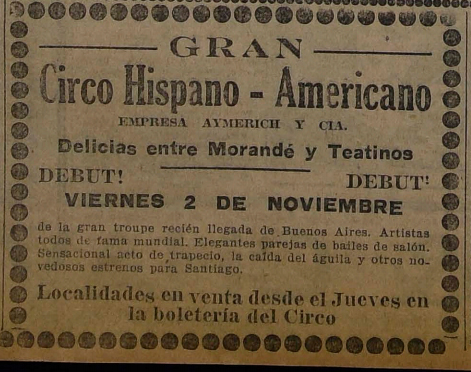 GRAN
Circo Hispano - Americano
EMPRESA AYMERICH Y CIA.
Delicias entre Morandé y Teatinos
DEBUT! DEBUT!
VIERNES 2 DE NOVIEMBRE
de la gran troupe recién llegada de Buenos Aires. Artistas
todos de fama mundial. Elegantes parejas de bailes de salón.
Sensacional acto de trapecio, la caída del águila y otros no-
vedosos estrenos para Santiago.
Localidades en venta desde el Jueves en
la boletería del Circo